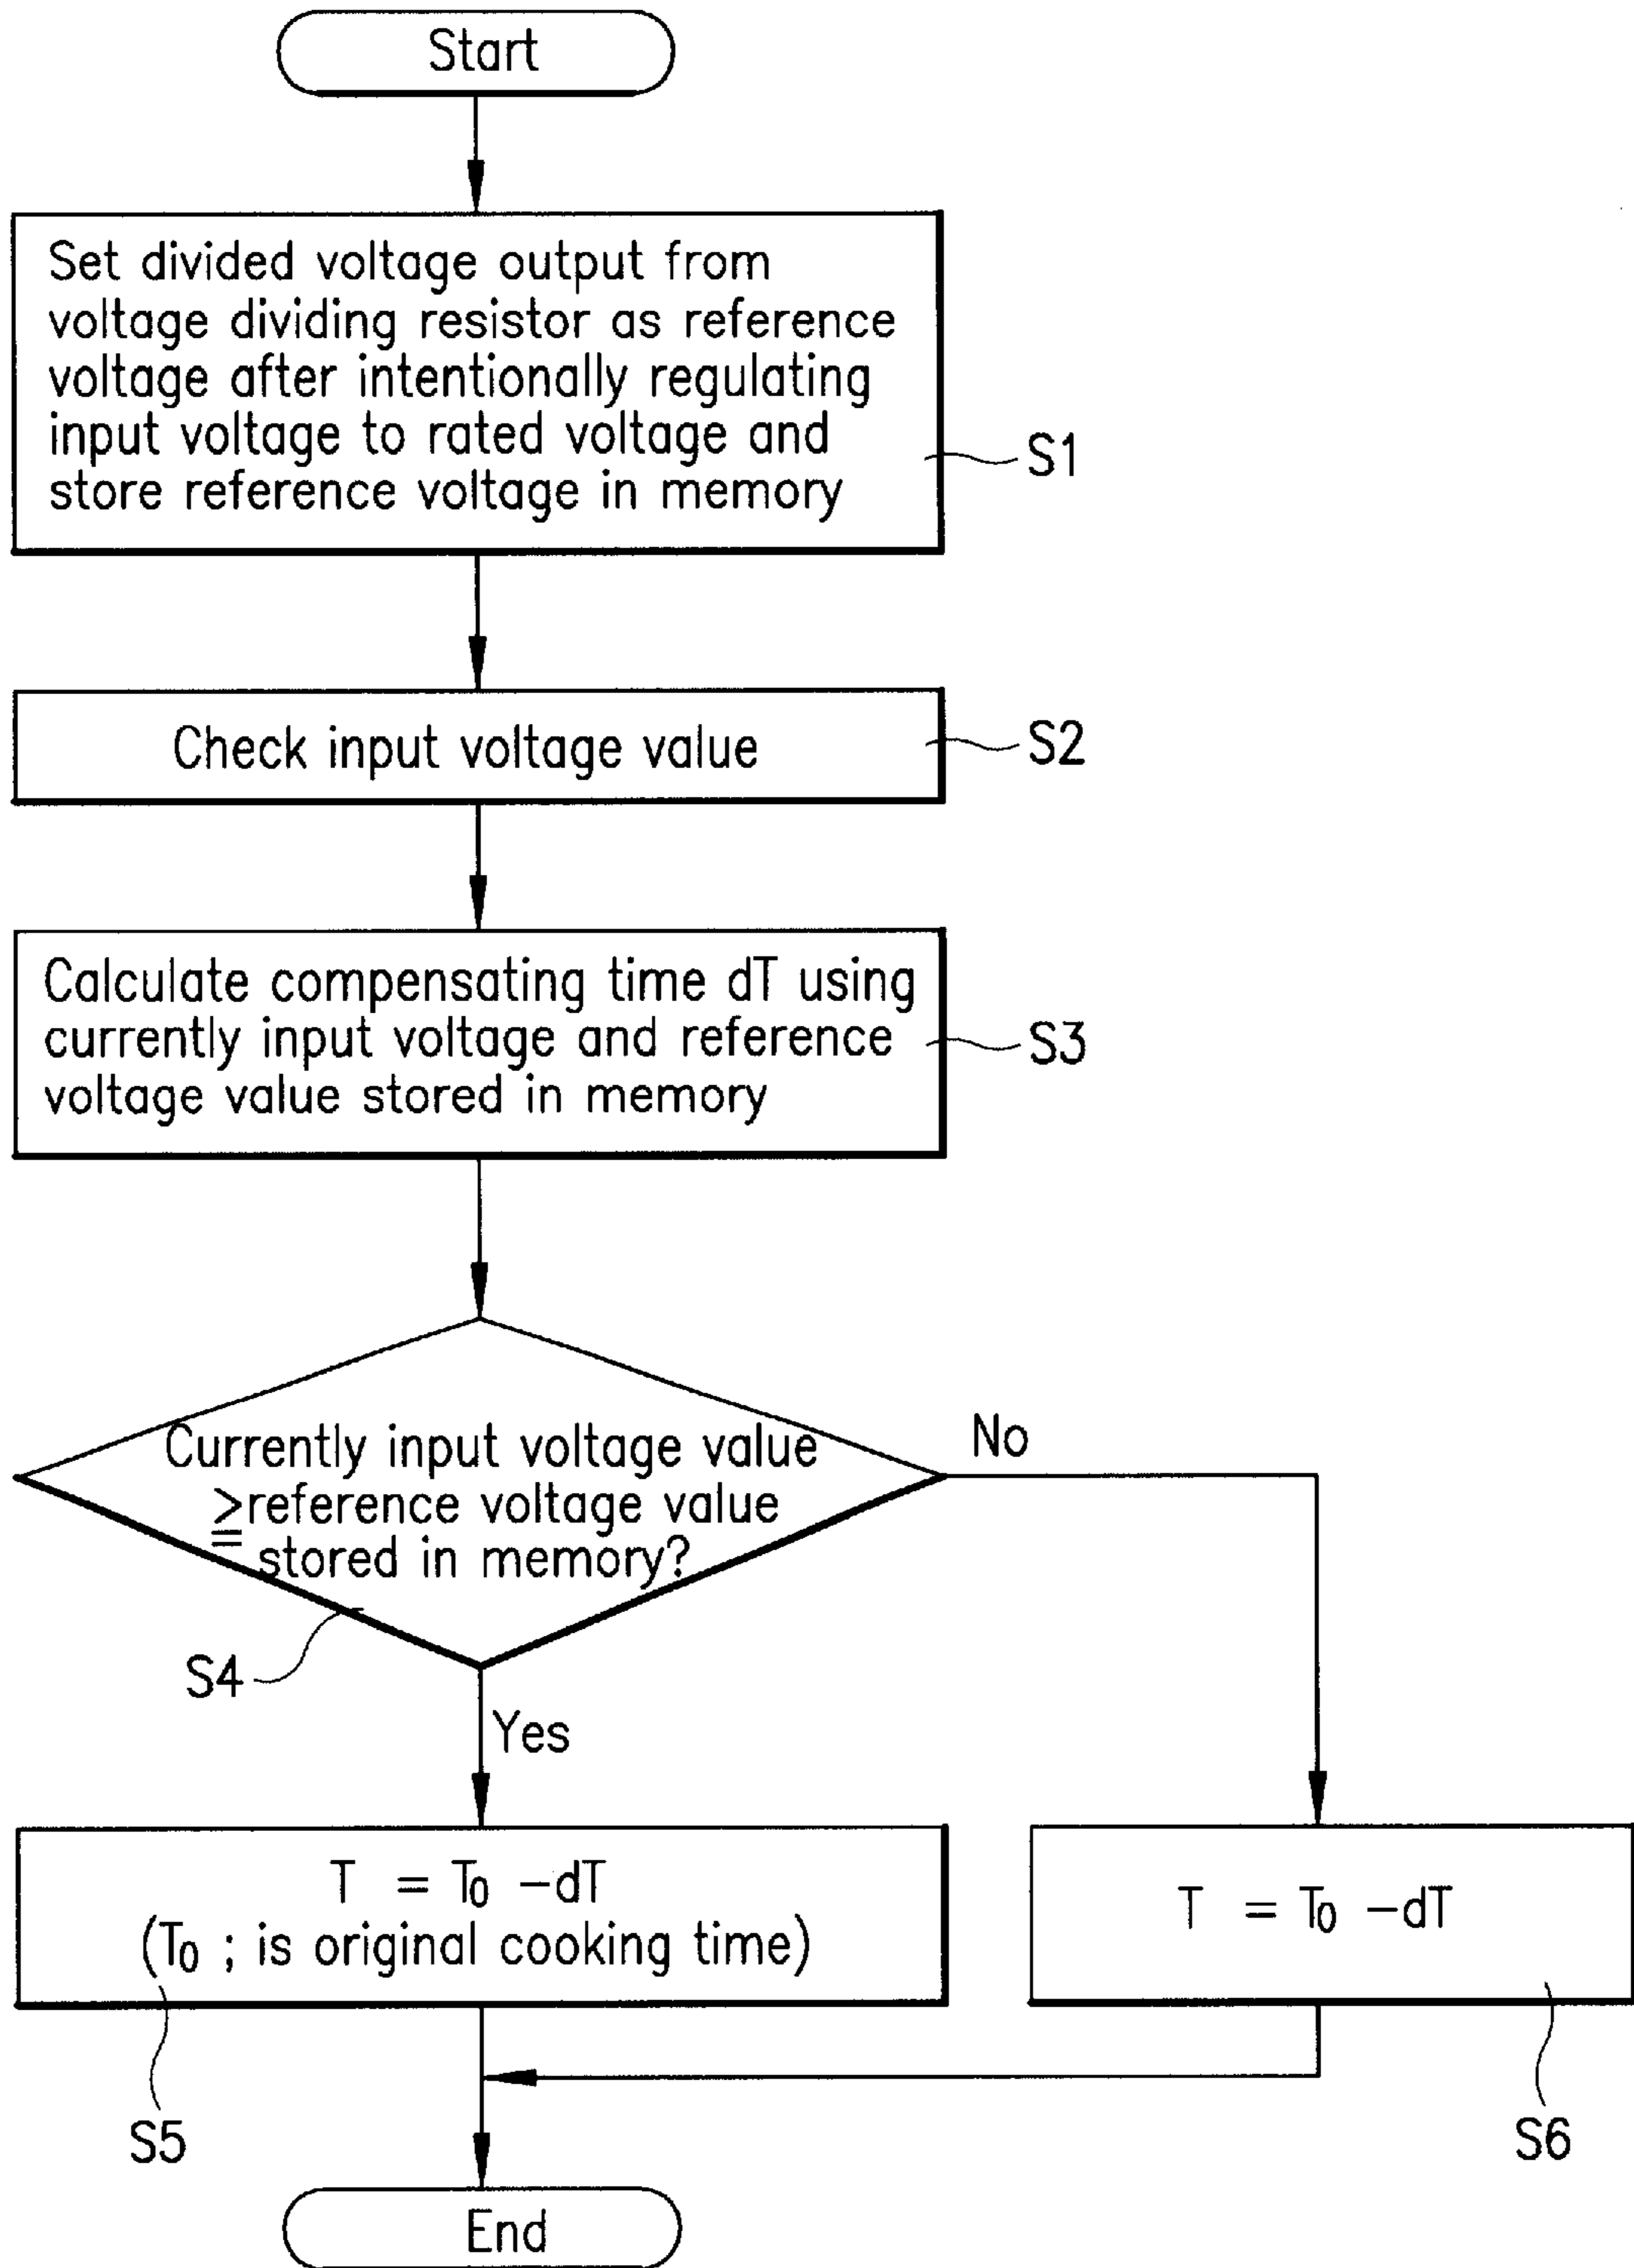 Start
Set divided voltage output from
voltage dividing resistor as reference
voltage after intentionally regulating
input voltage to rated voltage and
store reference voltage in memory
S1
Check input voltage value
S2
Calculate compensating time dT using
currently input voltage and reference
voltage value stored in memory
S3
Currently input voltage value
≧reference voltage value
stored in memory?
No
S4
Yes
T = T₀ -dT
(T₀ ; is original cooking time)
T = T₀ -dT
S5
S6
End